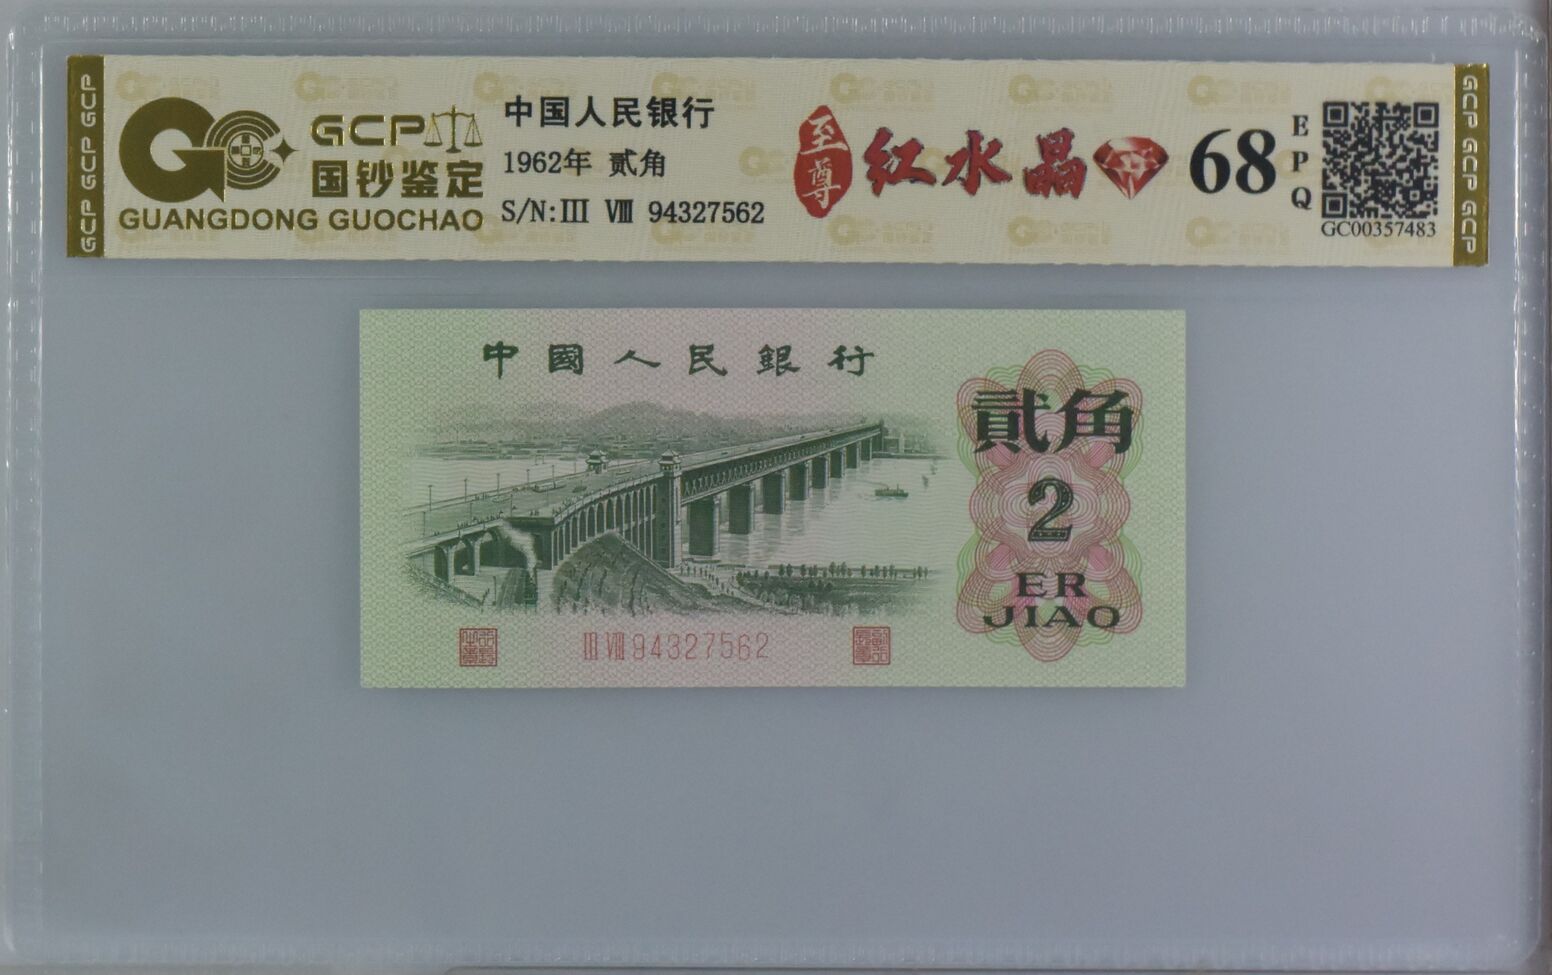 GCP GCP GCP
GCP
国钞鉴定
GUANGDONG GUOCHAO
中国人民银行
1962年 贰角
S/N:III VIII 94327562
至尊
红水晶
68
EPQ
GC00357483
GCP GCP GCP
中國人民銀行
貳角
2
ER
JIAO
III VIII 94327562